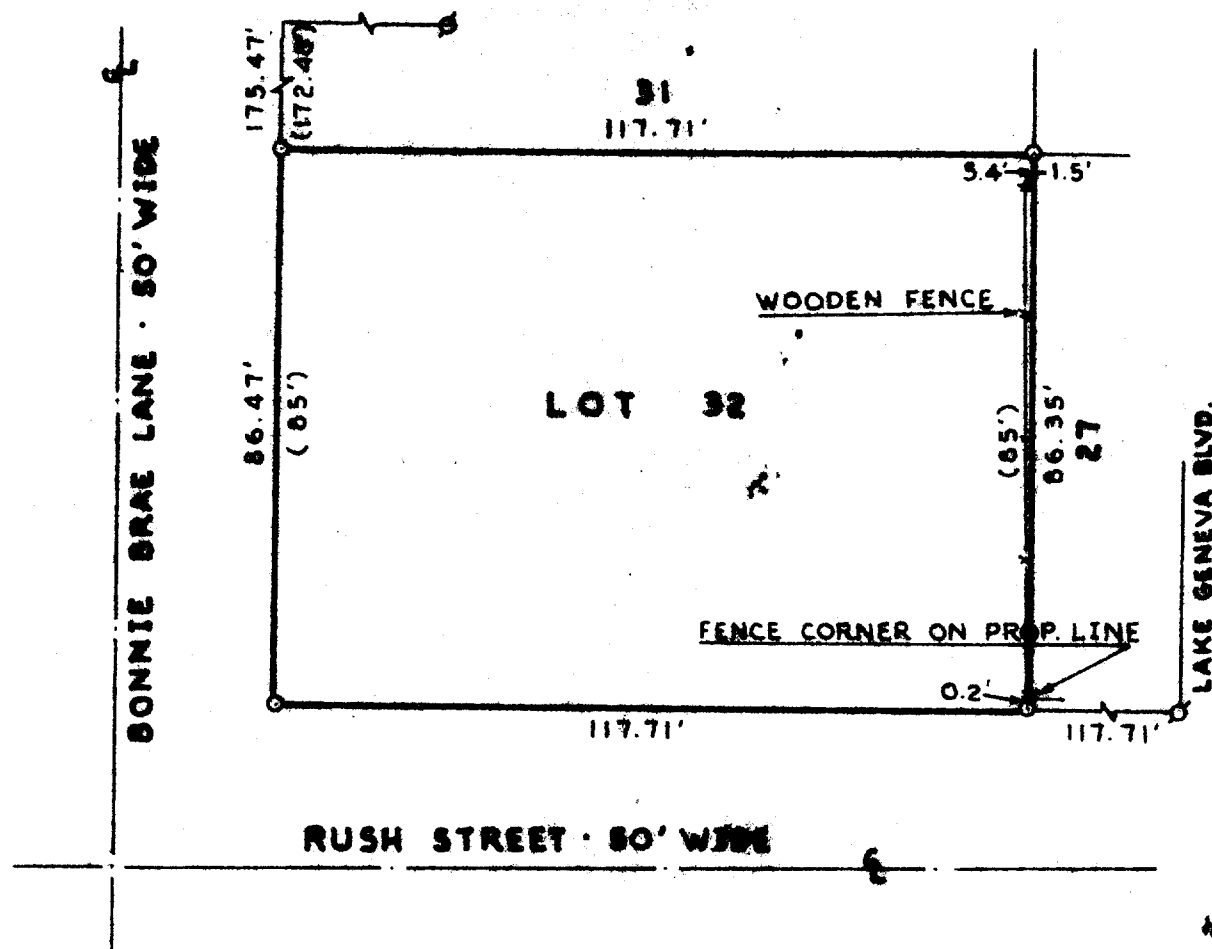 175.47'
(172.48')
31
117.71'
5.4'
1.5'
BONNIE BRAE LANE · 50' WIDE
WOODEN FENCE
86.47'
(85')
LOT 32
(85')
86.35'
27
LAKE GENEVA BLVD.
FENCE CORNER ON PROP. LINE
0.2'
117.71'
117.71'
RUSH STREET · 50' WIDE